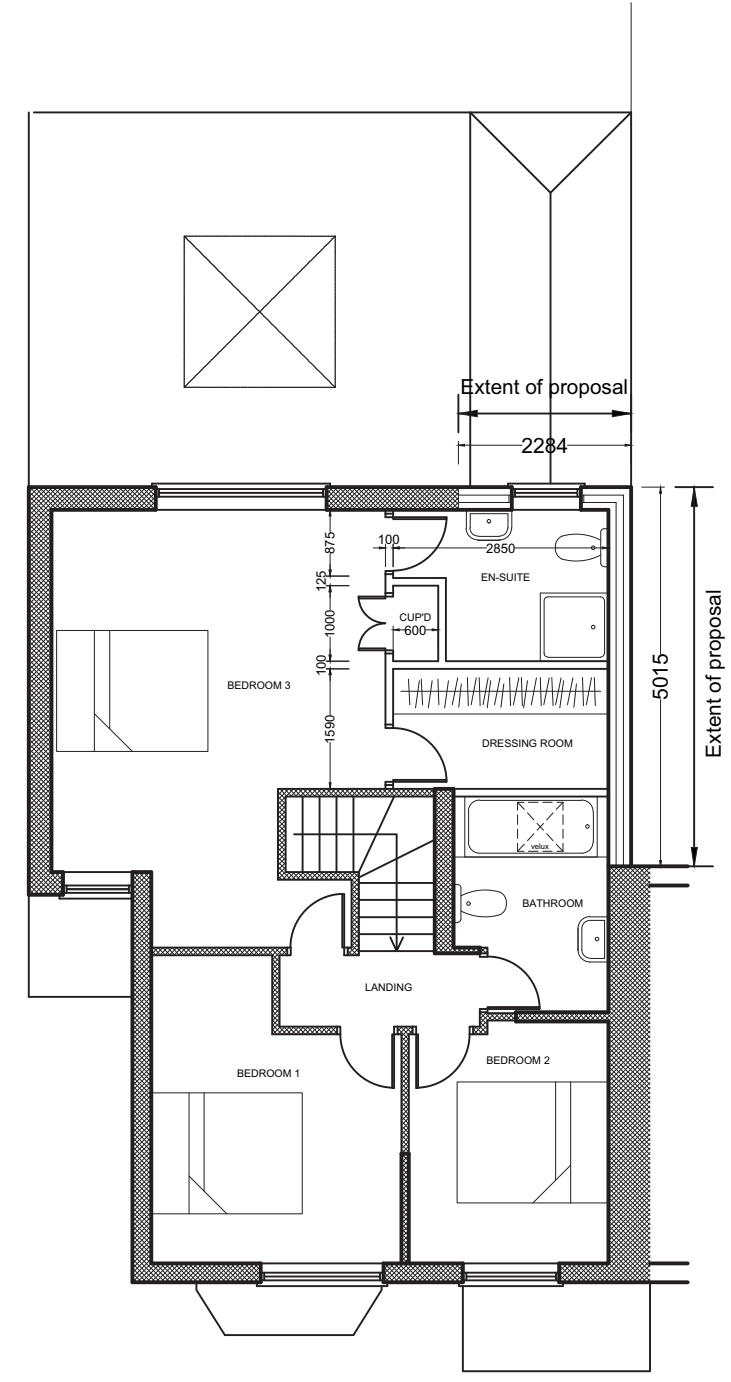 Extent of proposal
2284
875
100
2850
EN-SUITE
125
CUP'D
600
1000
100
BEDROOM 3
5015
Extent of proposal
1590
DRESSING ROOM
velux
BATHROOM
LANDING
BEDROOM 1
BEDROOM 2